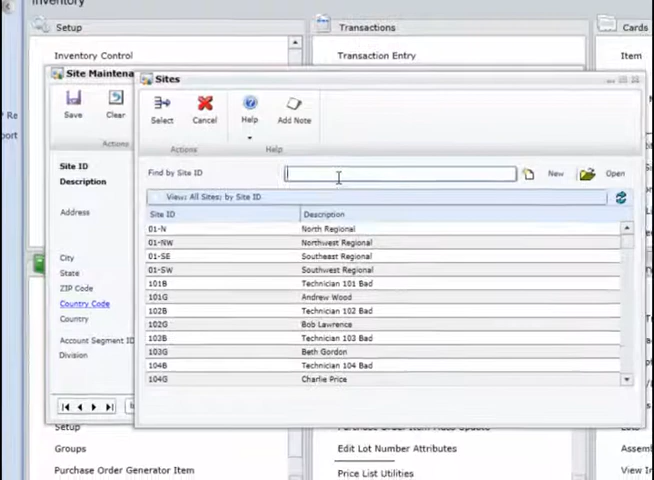 Inventory
Setup
Transactions
Cards
Inventory Control
Transaction Entry
Item
Site Maintena
Sites
Save
Clear
Select
Cancel
Help
Add Note
Actions
Actions
Help
Re
port
Site ID
Description
Address
City
State
ZIP Code
Country Code
Country
Account Segment ID
Division
Find by Site ID
New
Open
View: All Sites; by Site ID
Site ID Description
01-N North Regional
01-NW Northwest Regional
01-SE Southeast Regional
01-SW Southwest Regional
101B Technician 101 Bad
101G Andrew Wood
102B Technician 102 Bad
102G Bob Lawrence
103B Technician 103 Bad
103G Beth Gordon
104B Technician 104 Bad
104G Charlie Price
Setup
Groups
Edit Lot Number Attributes
Assem
Purchase Order Generator Item
Price List Utilities
View In